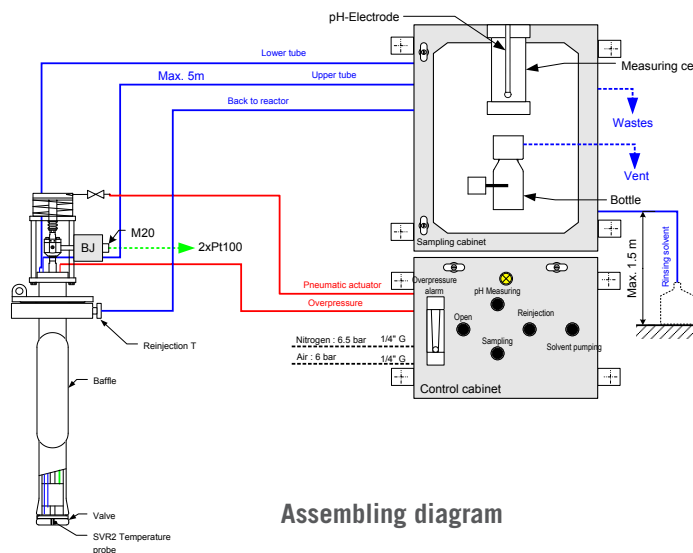 pH-Electrode
Lower tube
Measuring ce
Max. 5m
Upper tube
Back to reactor
Wastes
Vent
M20
BJ
2xPt100
Bottle
Sampling cabinet
Max. 1.5 m
Rinsing solvent
Pneumatic actuator
Overpressure
alarm
pH Measuring
Overpressure
Open
Reinjection
Reinjection T
Nitrogen : 6.5 bar 1/4" G
Sampling
Solvent pumping
Air : 6 bar 1/4" G
Baffle
Control cabinet
Valve
SVR2 Temperature
probe
Assembling diagram